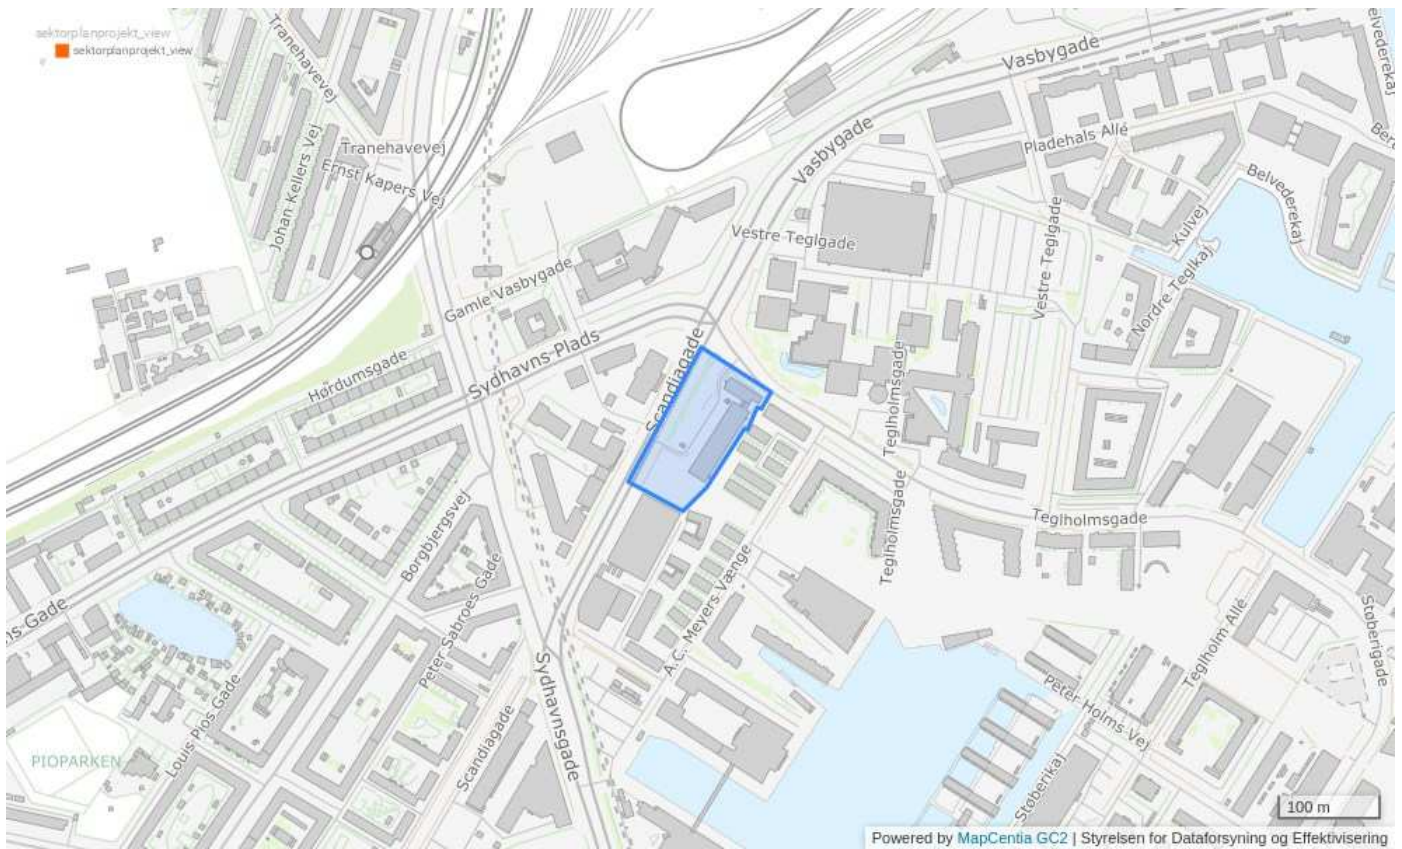 sektorplanprojekt_view
sektorplanprojekt_view
Tranehavevej
Tranehavevej
Johan Kellers Vej
Ernst Kapers Vej
Vasbygade
Vasbygade
Pladehals Allé
Belvederekaj
Kulvej
Vestre Teglgade
Vestre Teglgade
Nordre Teglkaj
Gamle Vasbygade
Sydhavns Plads
Hørdumsgade
Scandiagade
Teglholmsgade
Teglholmsgade
Teglholmsgade
Borgbjergsvej
Peter Sabroes Gade
A.C. Meyers Vænge
Teglholm Allé
Støberigade
Peter Holms Vej
Støberikaj
Sydhavnsgade
Scandiagade
Louis Pios Gade
PIOPARKEN
100 m
Powered by MapCentia GC2 | Styrelsen for Dataforsyning og Effektivisering